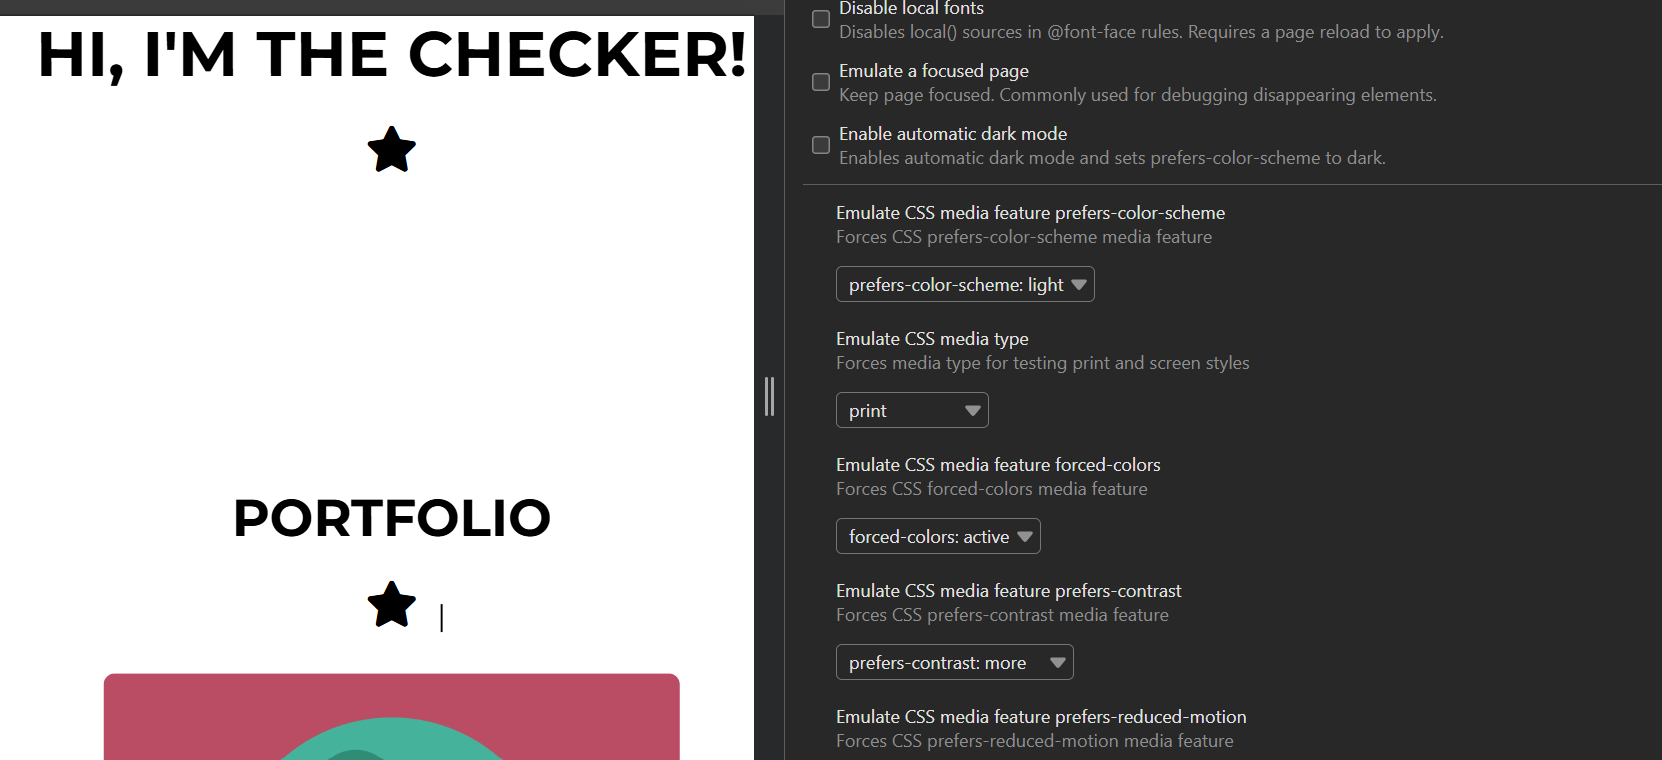 HI, I'M THE CHECKER!
PORTFOLIO
Disable local fonts
Disables local() sources in @font-face rules. Requires a page reload to apply.
Emulate a focused page
Keep page focused. Commonly used for debugging disappearing elements.
Enable automatic dark mode
Enables automatic dark mode and sets prefers-color-scheme to dark.
Emulate CSS media feature prefers-color-scheme
Forces CSS prefers-color-scheme media feature
prefers-color-scheme: light
Emulate CSS media type
Forces media type for testing print and screen styles
print
Emulate CSS media feature forced-colors
Forces CSS forced-colors media feature
forced-colors: active
Emulate CSS media feature prefers-contrast
Forces CSS prefers-contrast media feature
prefers-contrast: more
Emulate CSS media feature prefers-reduced-motion
Forces CSS prefers-reduced-motion media feature